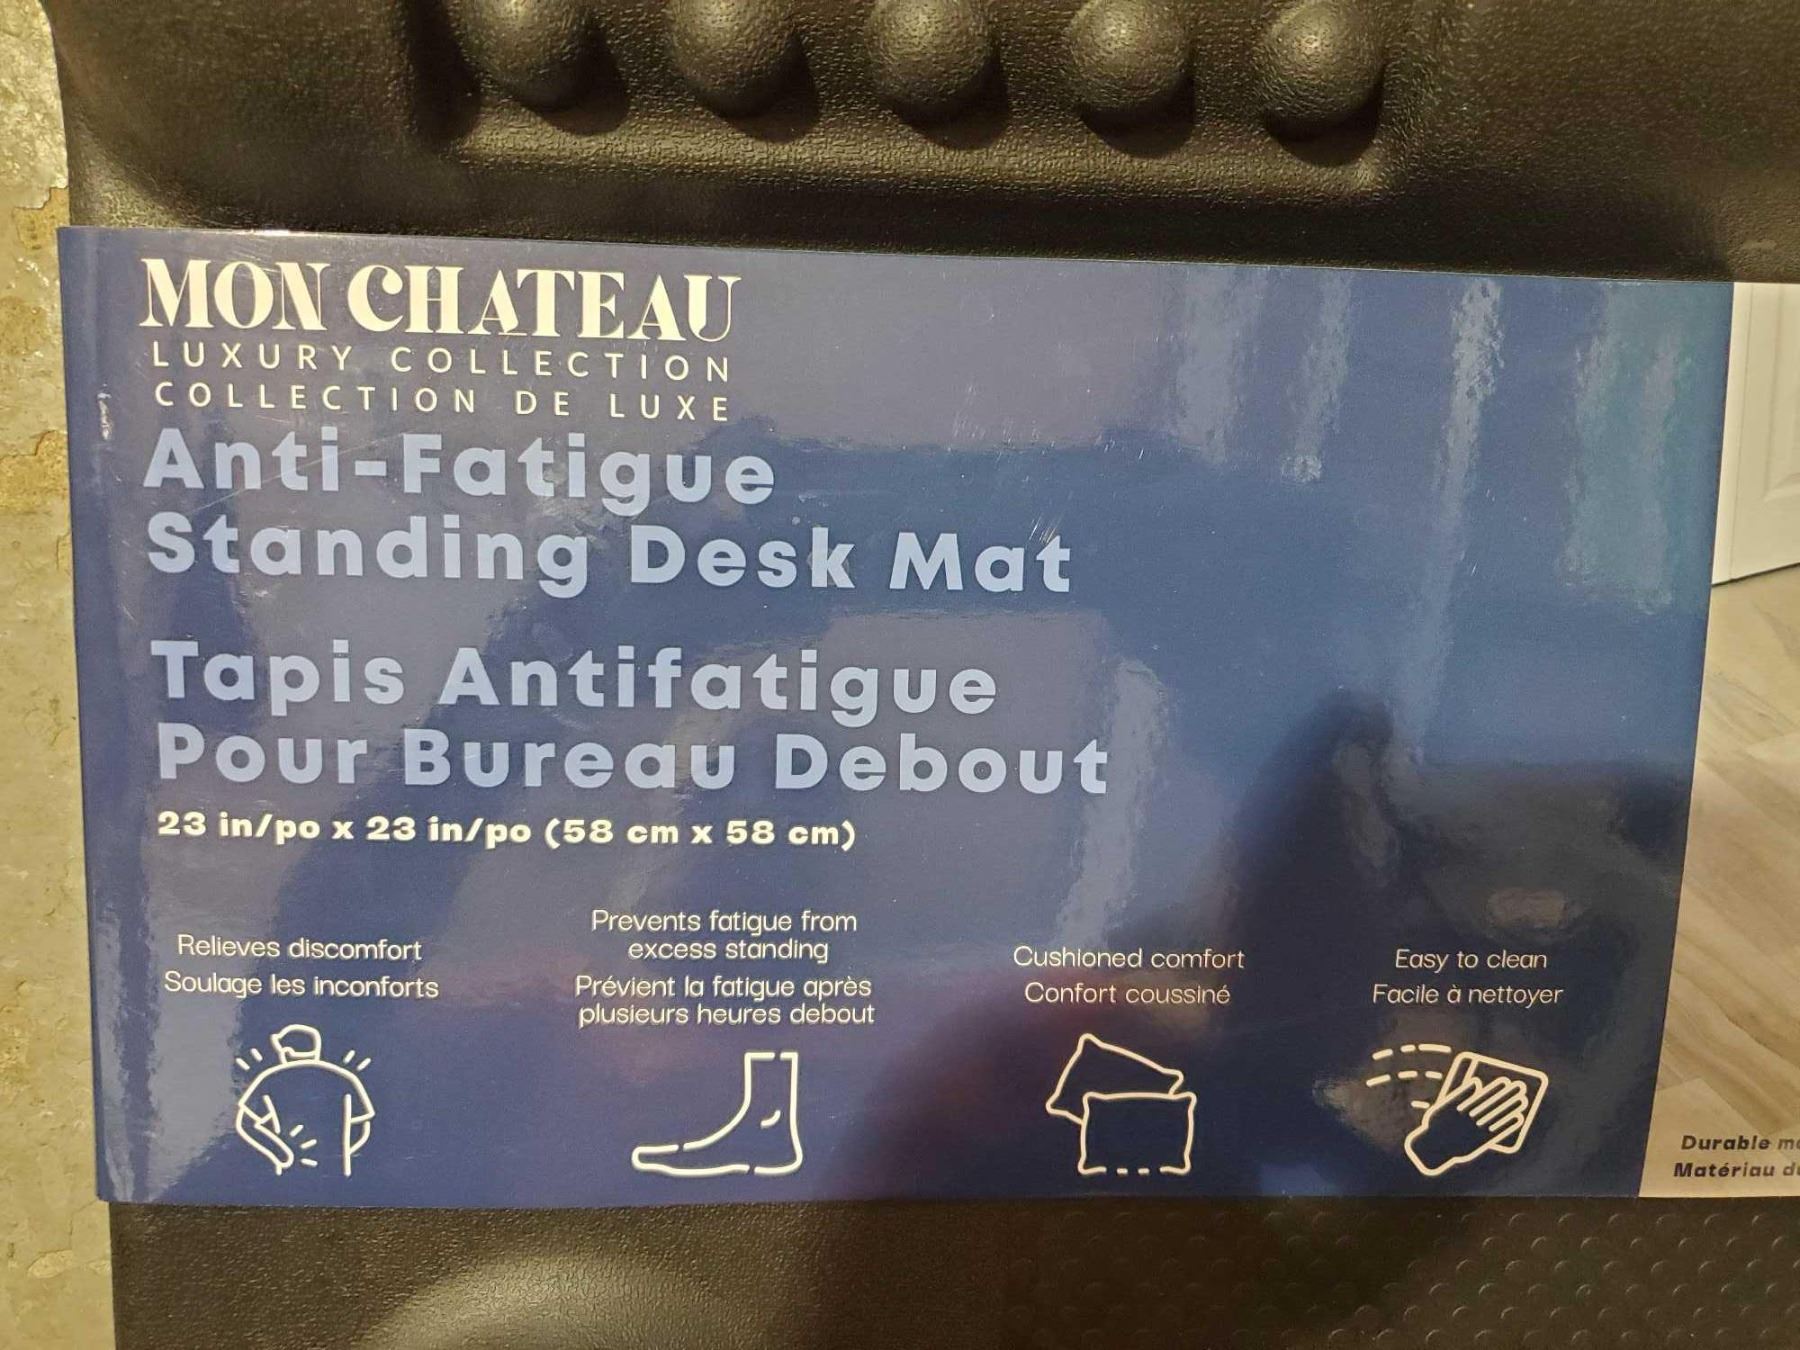 MON CHATEAU
LUXURY COLLECTION
COLLECTION DE LUXE
Anti-Fatigue
Standing Desk Mat
Tapis Antifatigue
Pour Bureau Debout
23 in/po x 23 in/po (58 cm x 58 cm)
Relieves discomfort
Soulage les inconforts
Prevents fatigue from
excess standing
Prévient la fatigue après
plusieurs heures debout
Cushioned comfort
Confort coussiné
Easy to clean
Facile à nettoyer
Durable
Matériau